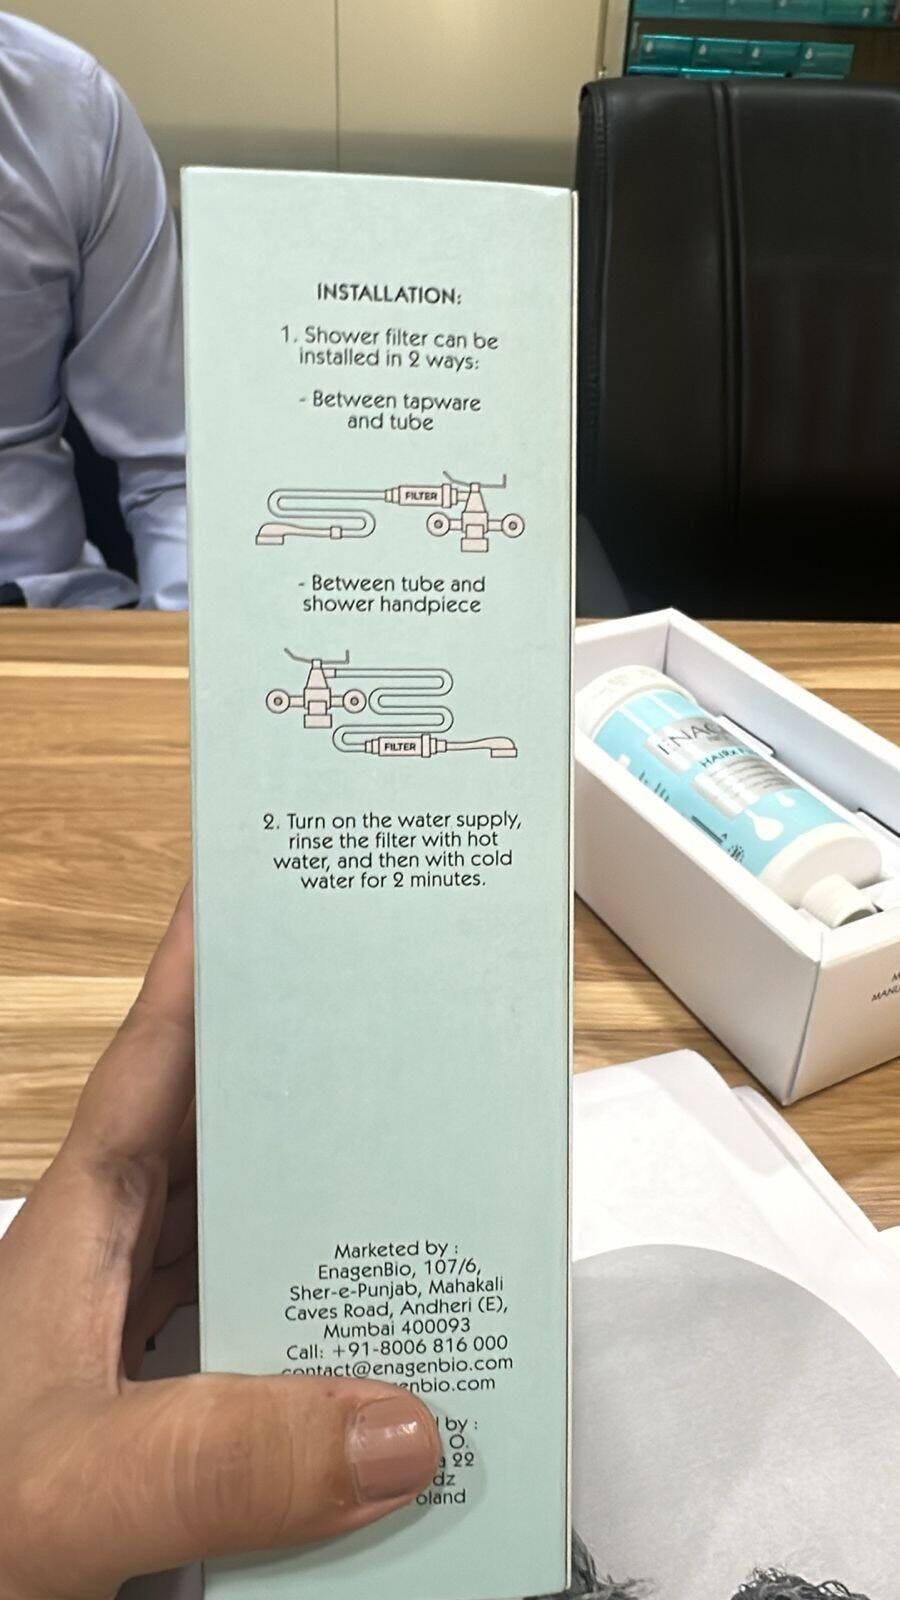 INSTALLATION:
1. Shower filter can be
installed in 2 ways:
- Between tapware
and tube
FILTER
- Between tube and
shower handpiece
FILTER
2. Turn on the water supply,
rinse the filter with hot
water, and then with cold
water for 2 minutes.
Marketed by :
EnagenBio, 107/6,
Sher-e-Punjab, Mahakali
Caves Road, Andheri (E),
Mumbai 400093
Call: +91-8006 816 000
contact@enagenbio.com
by :
O.
22